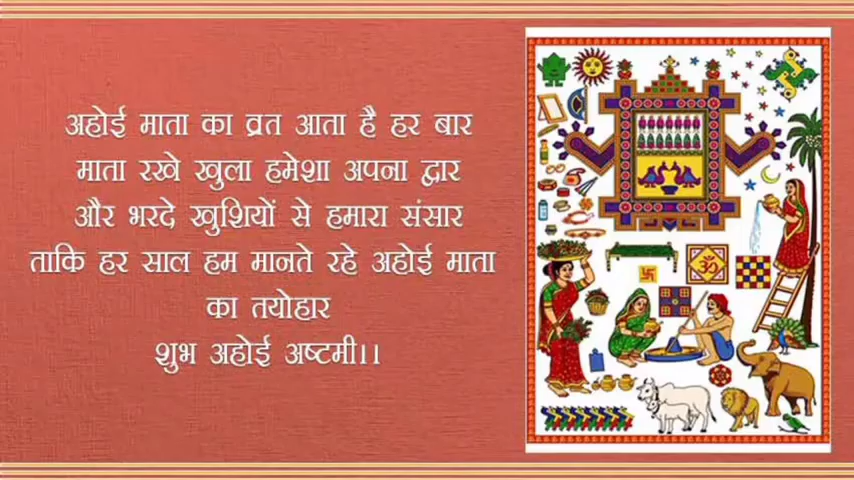 अहोई माता का व्रत आता है हर बार
माता रखे खुला हमेशा अपना द्वार
और भरदे खुशियों से हमारा संसार
ताकि हर साल हम मानते रहे अहोई माता
का तयोहार
शुभ अहोई अष्टमी।।
ॐ